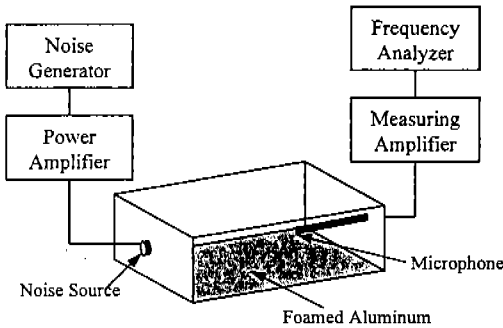 Noise
Generator
Power
Amplifier
Frequency
Analyzer
Measuring
Amplifier
Noise Source
Microphone
Foamed Aluminum